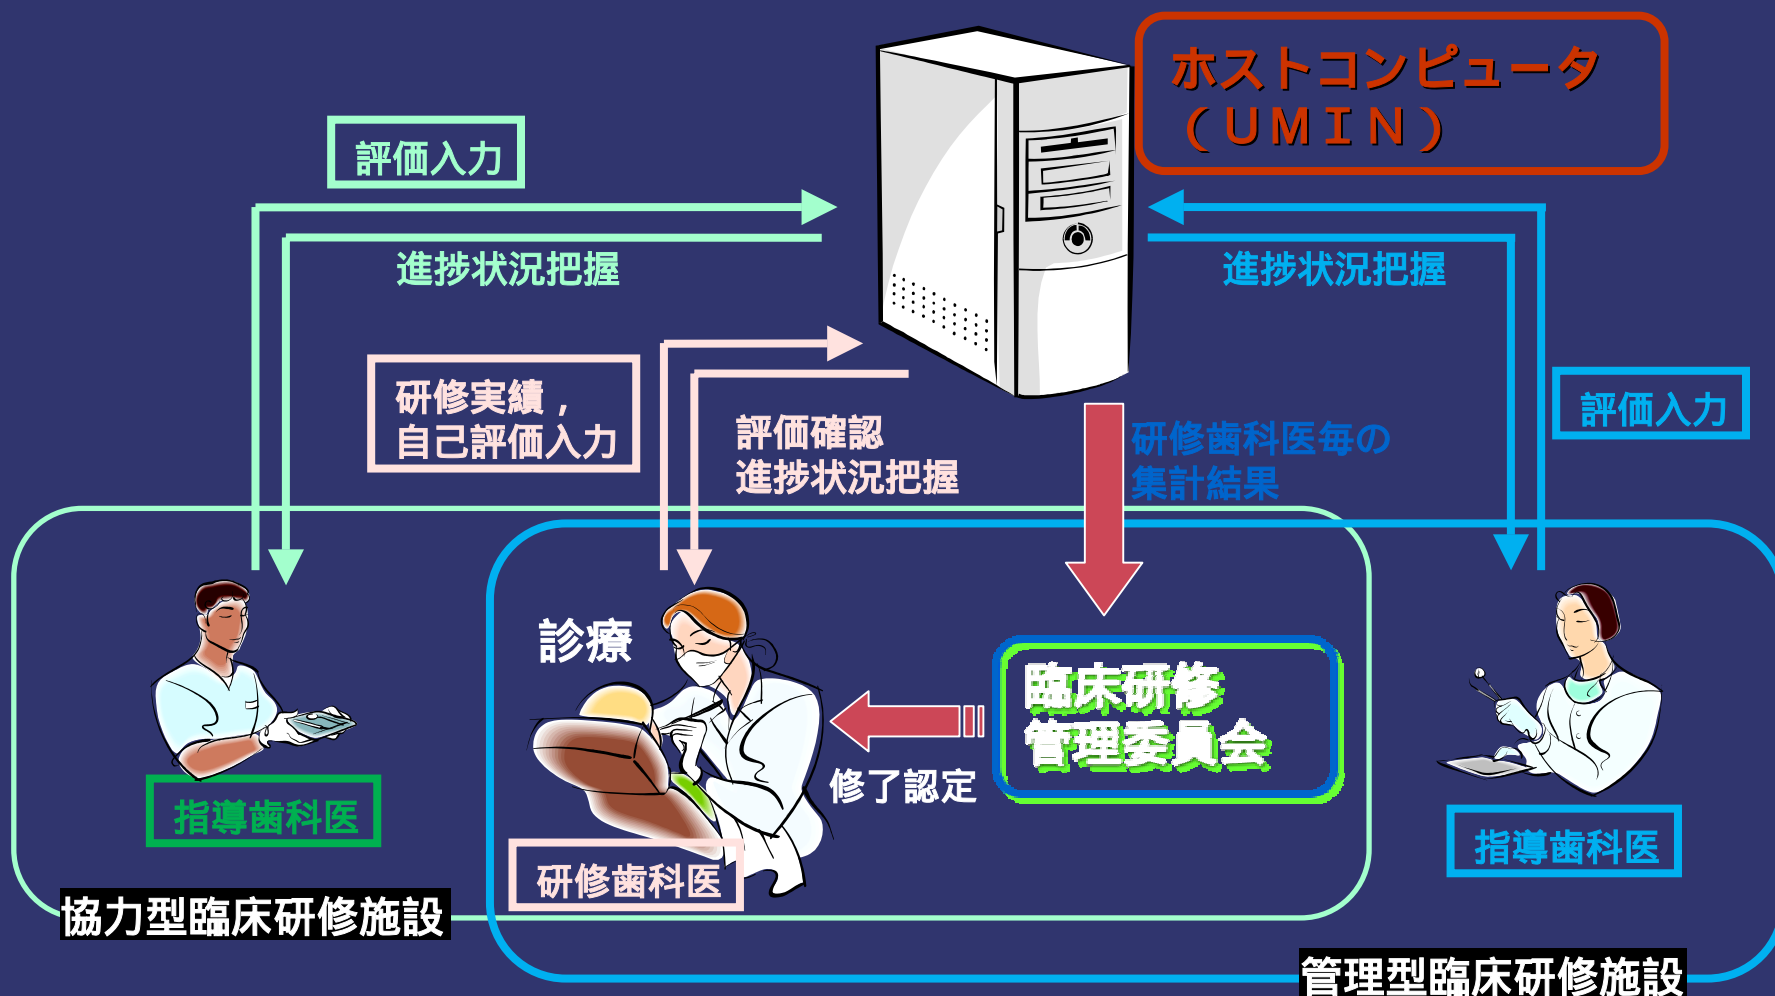 ホストコンピュータ
（ＵＭＩＮ）
評価入力
進捗状況把握
進捗状況把握
研修実績，
自己評価入力
評価確認
進捗状況把握
研修歯科医毎の
集計結果
評価入力
診療
臨床研修
管理委員会
修了認定
指導歯科医
研修歯科医
指導歯科医
協力型臨床研修施設
管理型臨床研修施設